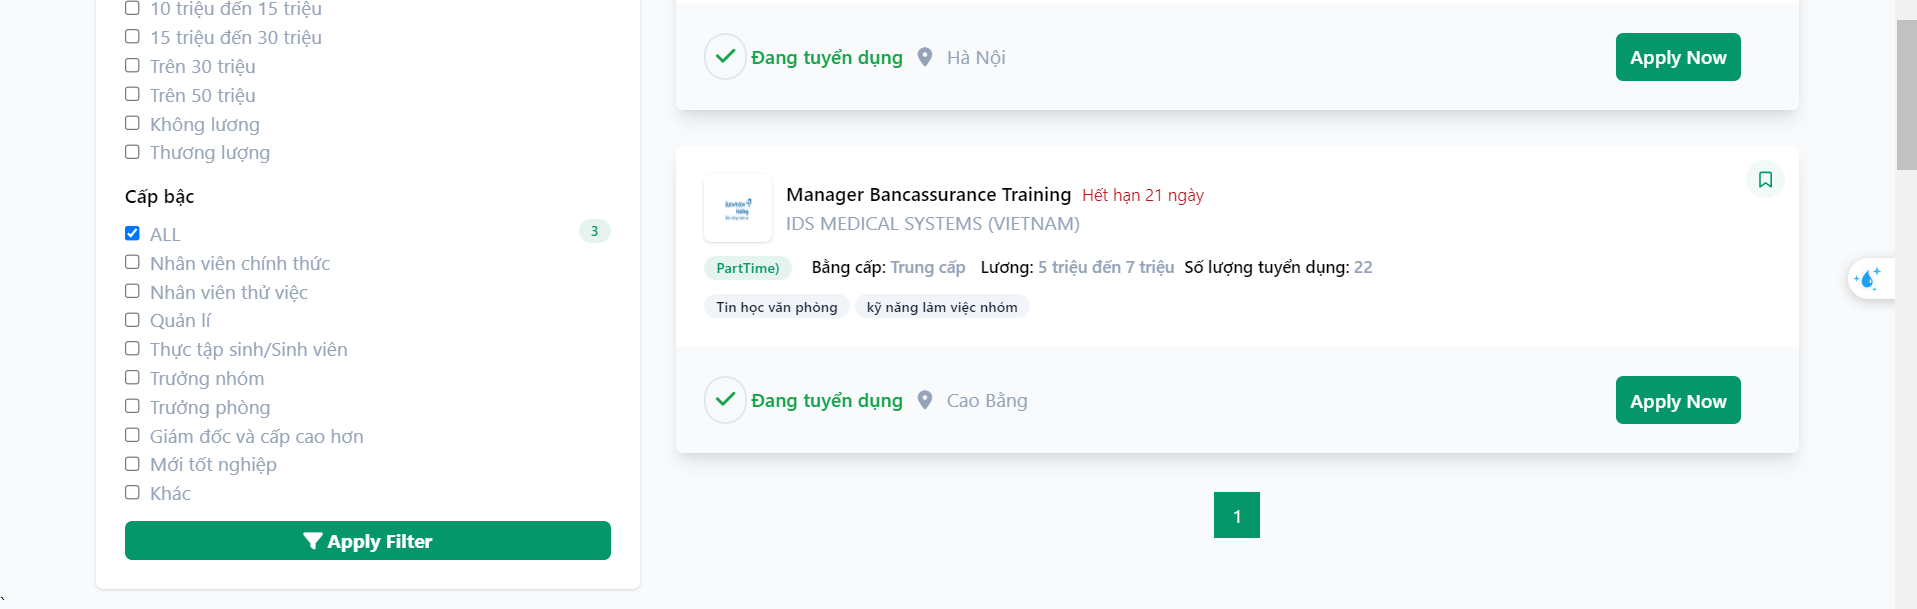 10 triệu đến 15 triệu
15 triệu đến 30 triệu
Trên 30 triệu
Trên 50 triệu
Không lương
Thương lượng
Cấp bậc
ALL 3
Nhân viên chính thức
Nhân viên thử việc
Quản lí
Thực tập sinh/Sinh viên
Trưởng nhóm
Trưởng phòng
Giám đốc và cấp cao hơn
Mới tốt nghiệp
Khác
Apply Filter
`
Đang tuyển dụng Hà Nội Apply Now
Manager Bancassurance Training Hết hạn 21 ngày
IDS MEDICAL SYSTEMS (VIETNAM)
PartTime) Bằng cấp: Trung cấp Lương: 5 triệu đến 7 triệu Số lượng tuyển dụng: 22
Tin học văn phòng kỹ năng làm việc nhóm
Đang tuyển dụng Cao Bằng Apply Now
1